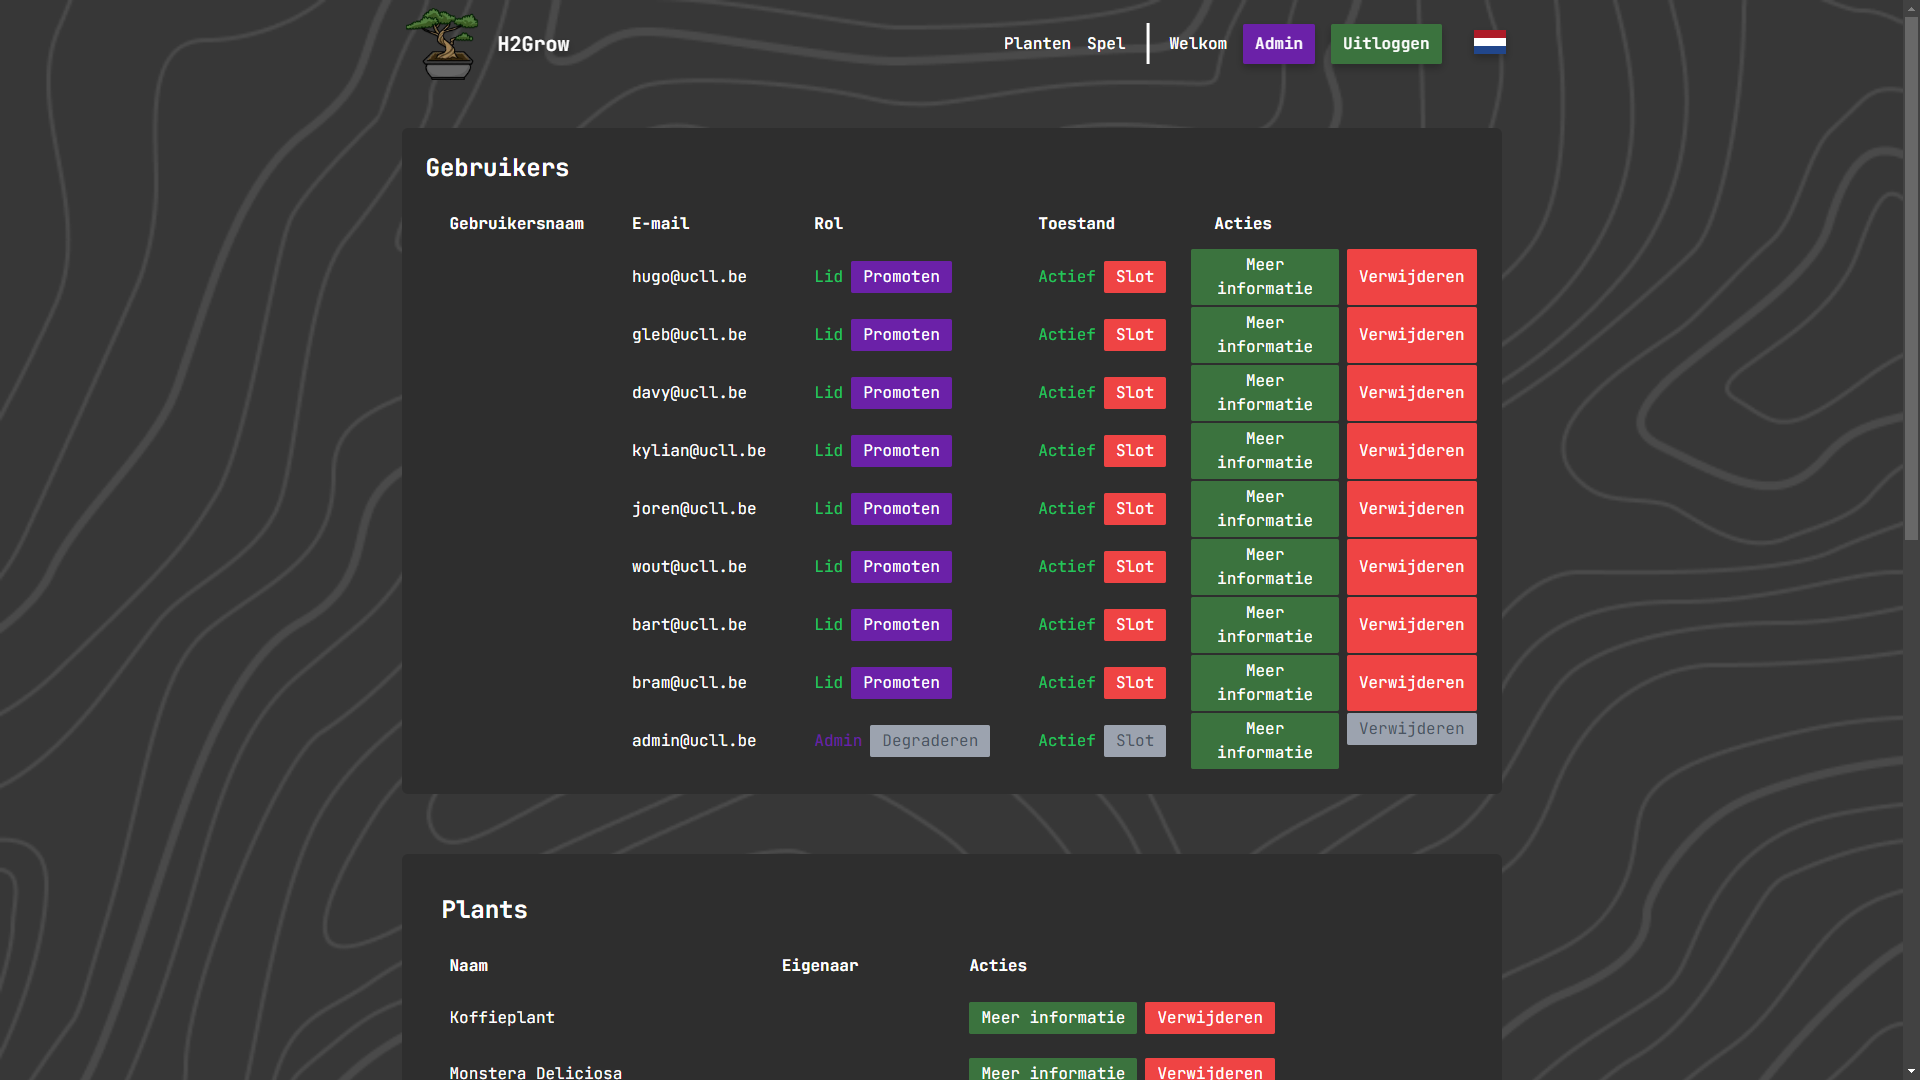 H2Grow
Planten Spel Welkom Admin Uitloggen
Gebruikers
Gebruikersnaam E-mail Rol Toestand Acties
hugo@ucll.be Lid Promoten Actief Slot Meer informatie Verwijderen
gleb@ucll.be Lid Promoten Actief Slot Meer informatie Verwijderen
davy@ucll.be Lid Promoten Actief Slot Meer informatie Verwijderen
kylian@ucll.be Lid Promoten Actief Slot Meer informatie Verwijderen
joren@ucll.be Lid Promoten Actief Slot Meer informatie Verwijderen
wout@ucll.be Lid Promoten Actief Slot Meer informatie Verwijderen
bart@ucll.be Lid Promoten Actief Slot Meer informatie Verwijderen
bram@ucll.be Lid Promoten Actief Slot Meer informatie Verwijderen
admin@ucll.be Admin Degraderen Actief Slot Meer informatie Verwijderen
Plants
Naam Eigenaar Acties
Koffieplant Meer informatie Verwijderen
Monstera Deliciosa Meer informatie Verwijderen